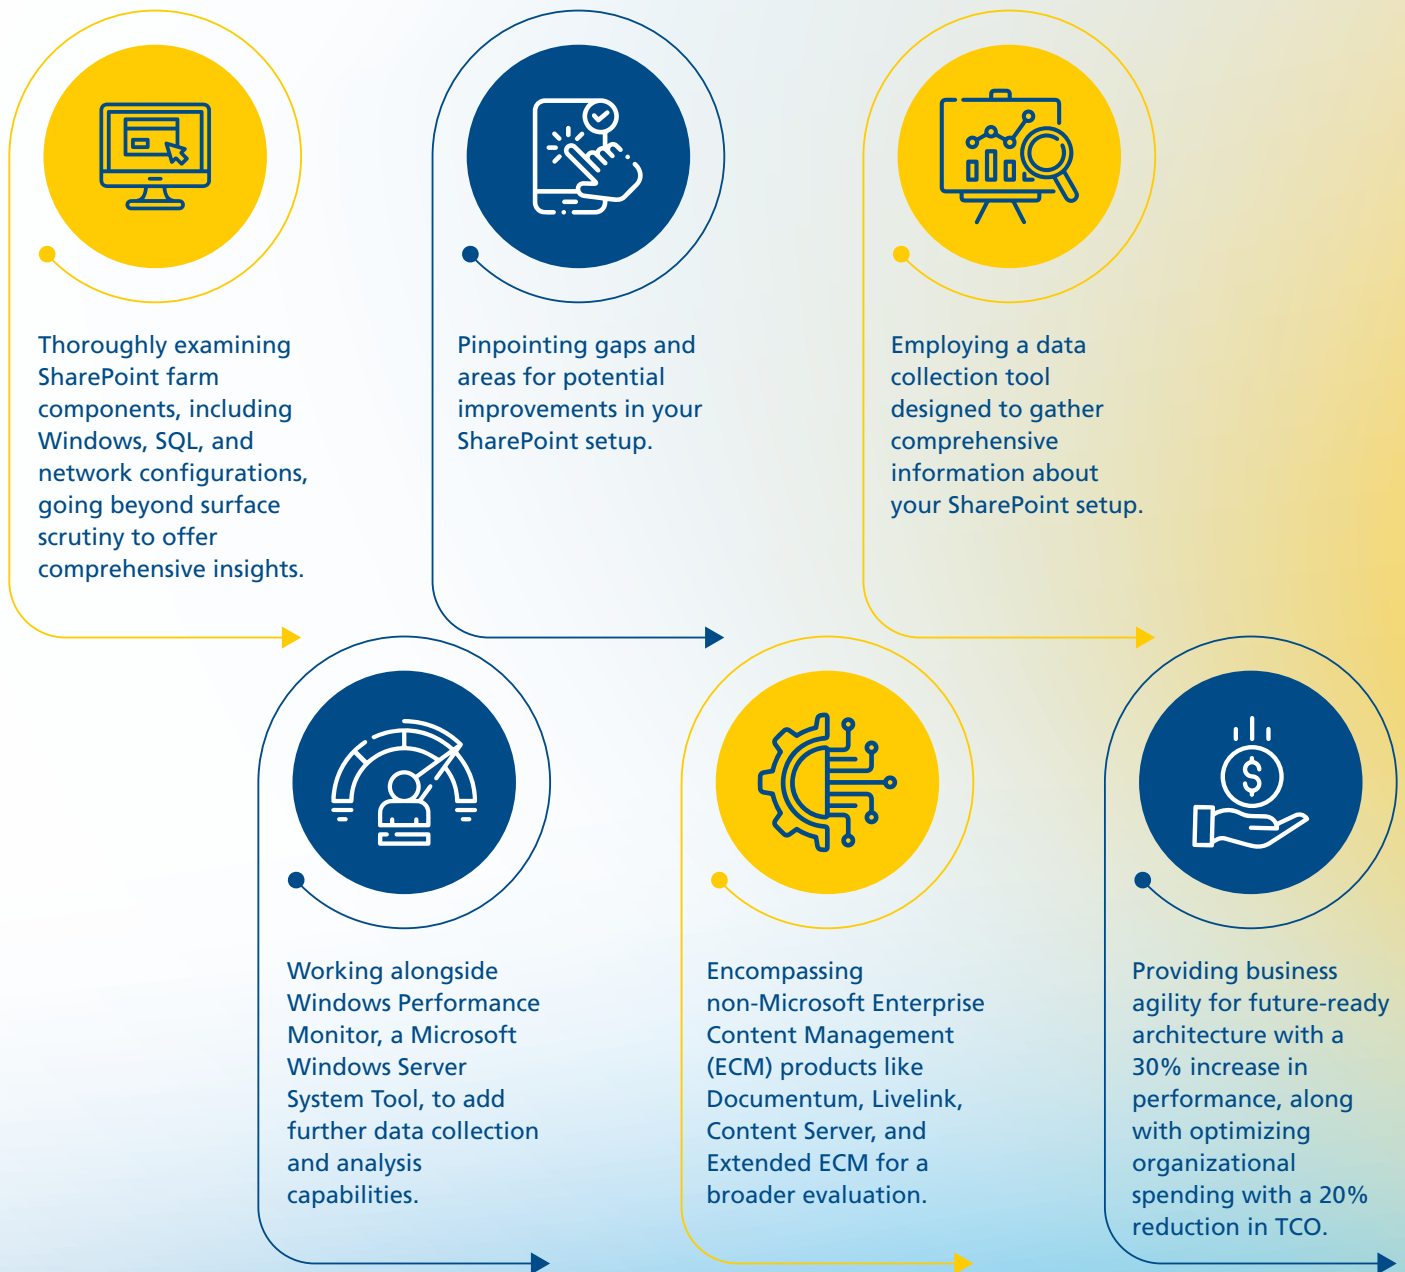 Thoroughly examining
SharePoint farm
components, including
Windows, SQL, and
network configurations,
going beyond surface
scrutiny to offer
comprehensive insights.
Pinpointing gaps and
areas for potential
improvements in your
SharePoint setup.
Employing a data
collection tool
designed to gather
comprehensive
information about
your SharePoint setup.
Working alongside
Windows Performance
Monitor, a Microsoft
Windows Server
System Tool, to add
further data collection
and analysis
capabilities.
Encompassing
non-Microsoft Enterprise
Content Management
(ECM) products like
Documentum, Livelink,
Content Server, and
Extended ECM for a
broader evaluation.
$
Providing business
agility for future-ready
architecture with a
30% increase in
performance, along
with optimizing
organizational
spending with a 20%
reduction in TCO.